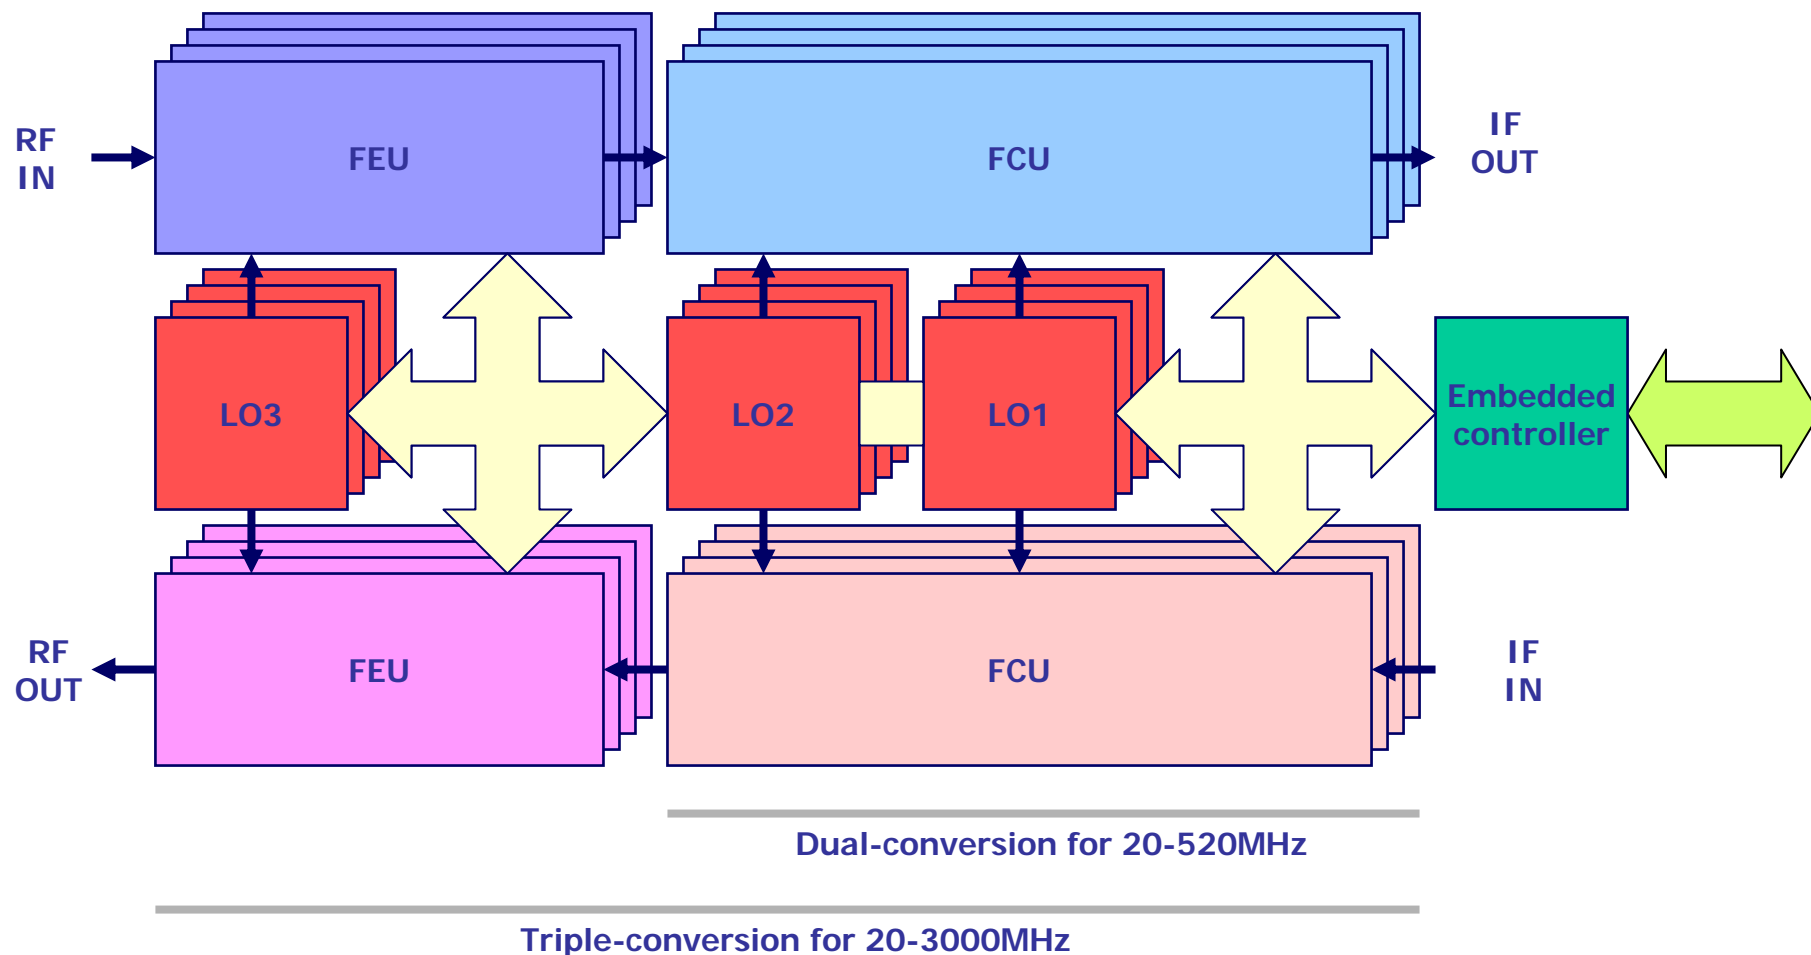 RF
IN
FEU
FCU
IF
OUT
LO3
LO2
LO1
Embedded
controller
RF
OUT
FEU
FCU
IF
IN
Dual-conversion for 20-520MHz
Triple-conversion for 20-3000MHz